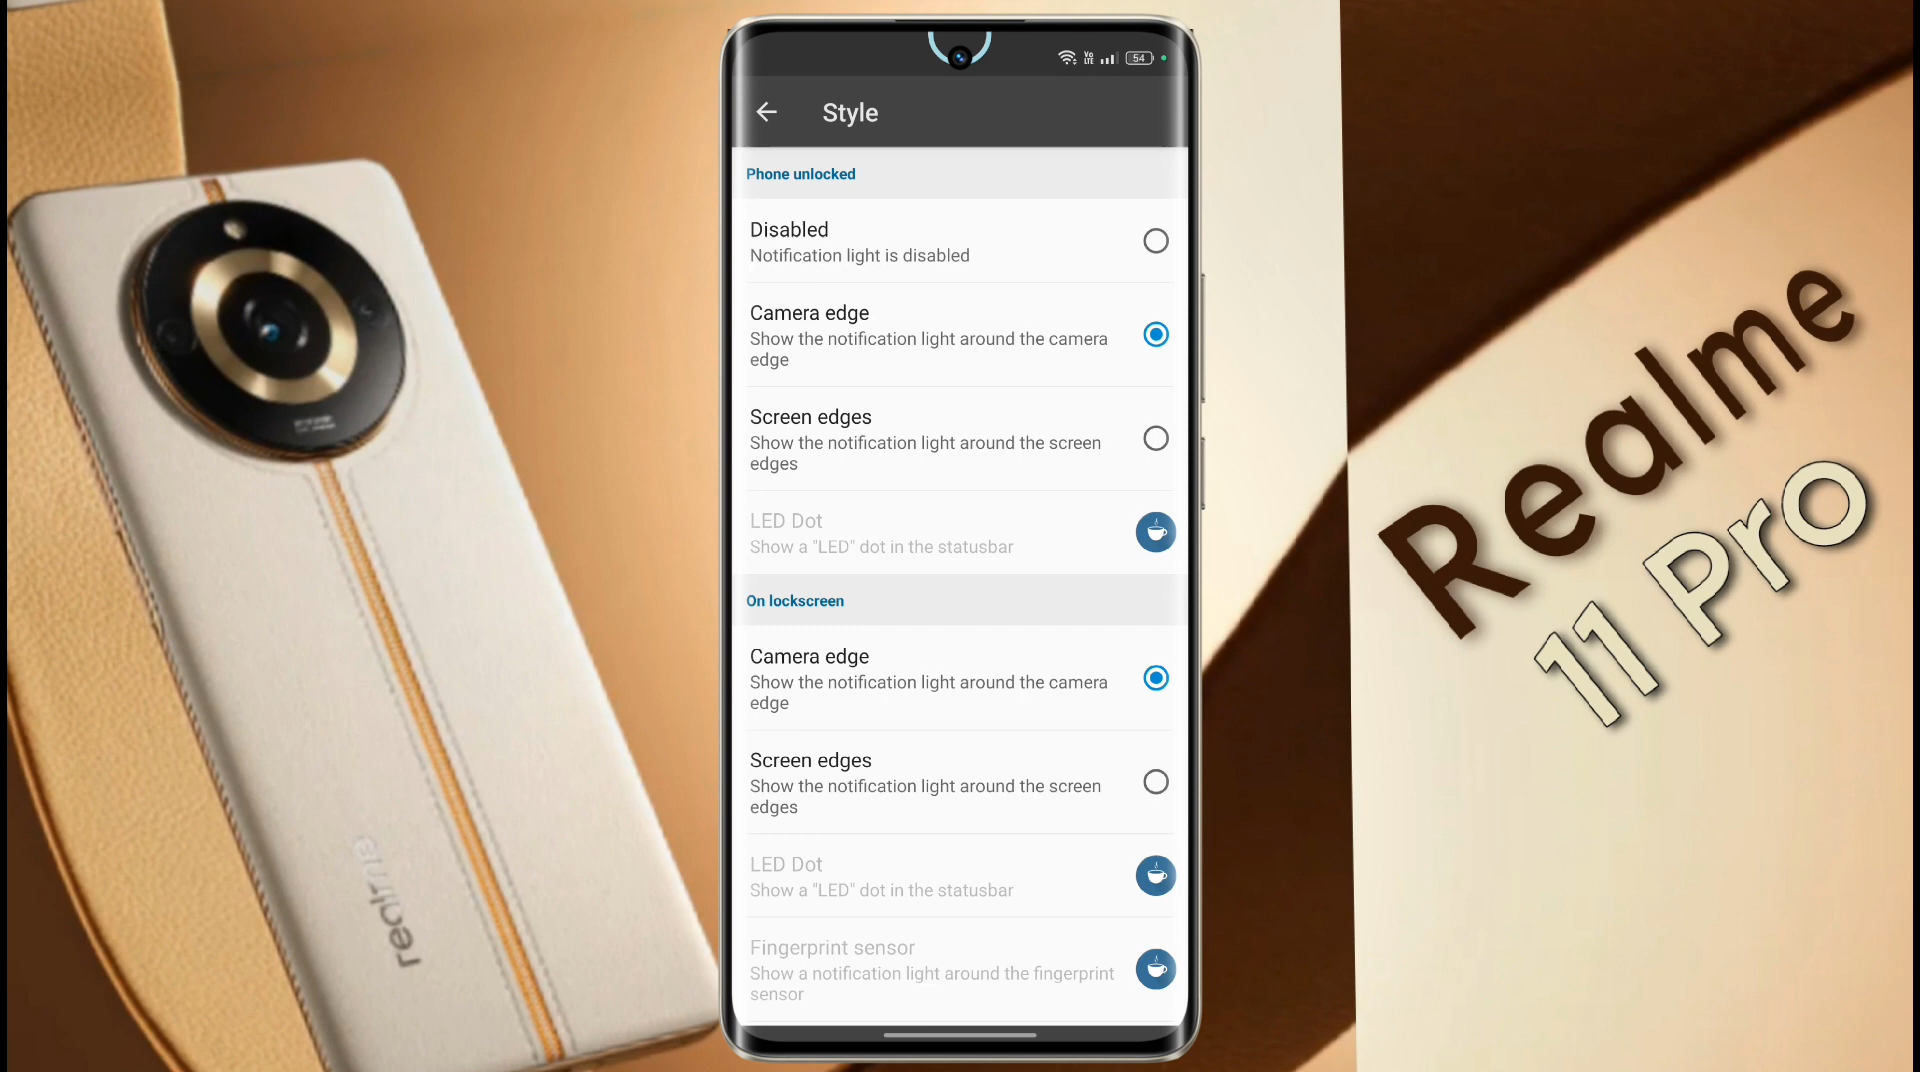 Vo
LTE
54
Style
Phone unlocked
Disabled
Notification light is disabled
Camera edge
Show the notification light around the camera
edge
Screen edges
Show the notification light around the screen
edges
LED Dot
Show a "LED" dot in the statusbar
On lockscreen
Camera edge
Show the notification light around the camera
edge
Screen edges
Show the notification light around the screen
edges
LED Dot
Show a "LED" dot in the statusbar
Fingerprint sensor
Show a notification light around the fingerprint
sensor
realme
Realme
11 Pro